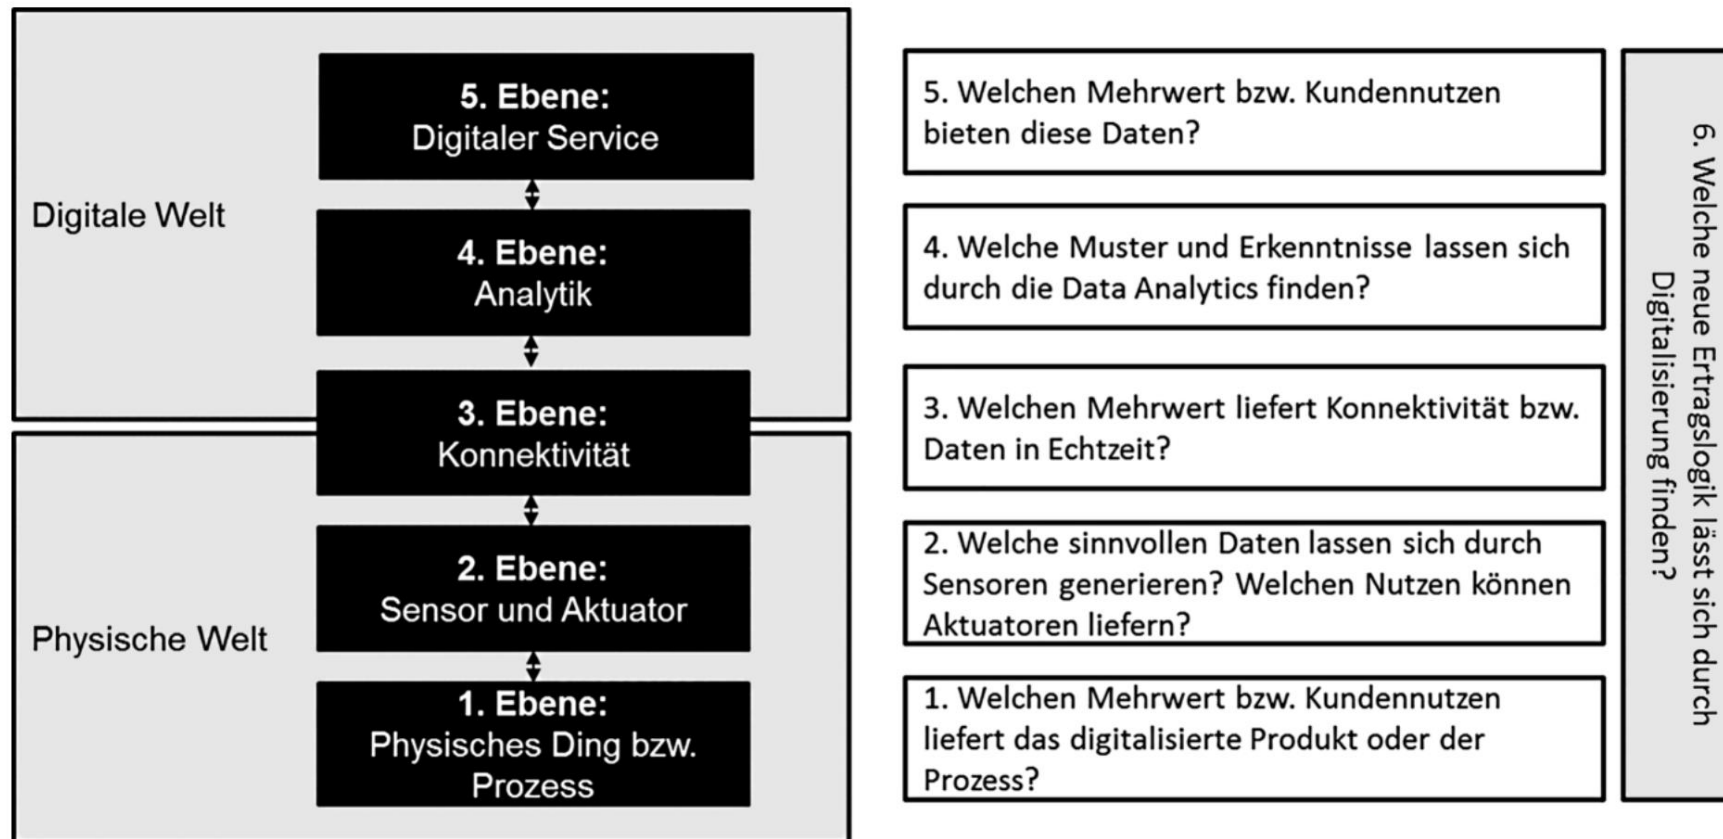 Digitale Welt
5. Ebene:
Digitaler Service
4. Ebene:
Analytik
3. Ebene:
Konnektivität
Physische Welt
2. Ebene:
Sensor und Aktuator
1. Ebene:
Physisches Ding bzw.
Prozess
5. Welchen Mehrwert bzw. Kundennutzen
bieten diese Daten?
4. Welche Muster und Erkenntnisse lassen sich
durch die Data Analytics finden?
3. Welchen Mehrwert liefert Konnektivität bzw.
Daten in Echtzeit?
2. Welche sinnvollen Daten lassen sich durch
Sensoren generieren? Welchen Nutzen können
Aktuatoren liefern?
1. Welchen Mehrwert bzw. Kundennutzen
liefert das digitalisierte Produkt oder der
Prozess?
6. Welche neue Ertragslogik lässt sich durch
Digitalisierung finden?